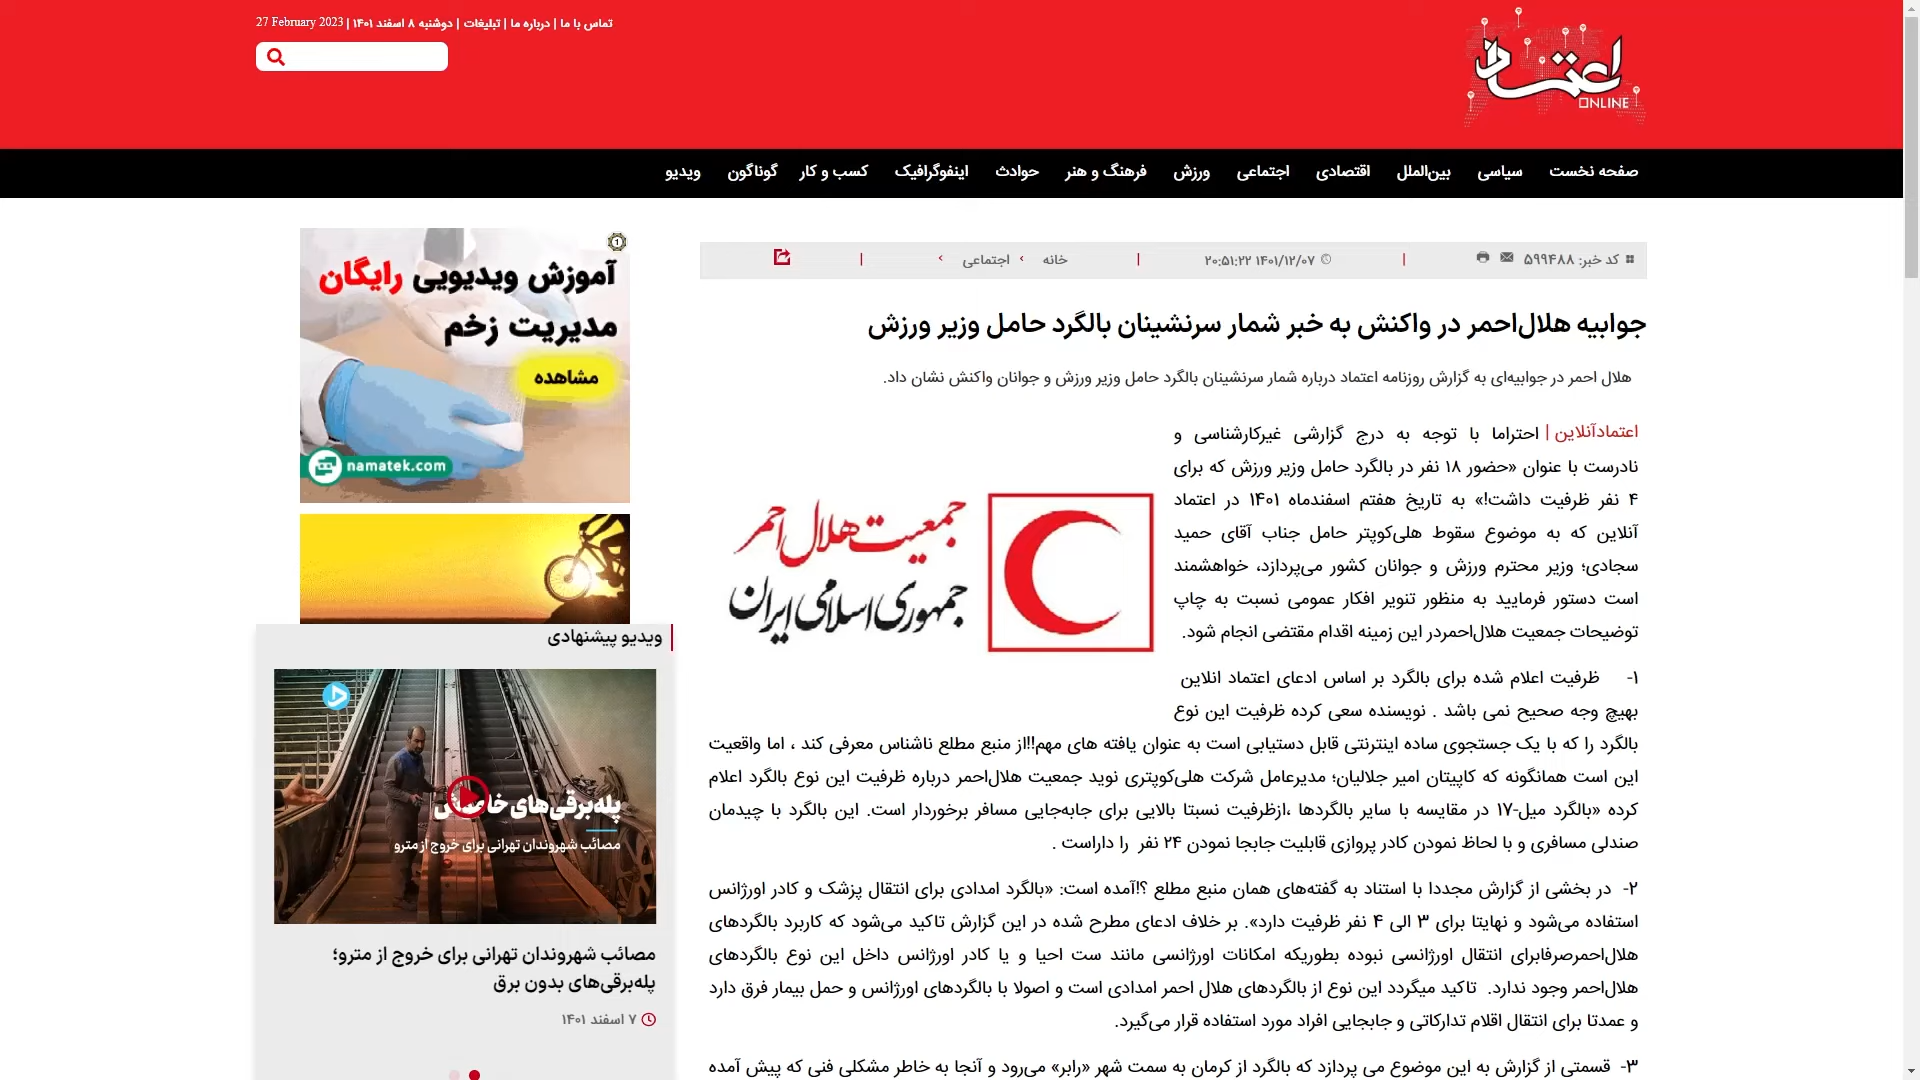 تماس با ما | درباره ما | تبلیغات | دوشنبه ۸ اسفند ۱۴۰۱ | 27 February 2023
اعتماد
ONLINE
صفحه نخست سیاسی بین‌الملل اقتصادی اجتماعی ورزش فرهنگ و هنر حوادث اینفوگرافیک کسب و کار گوناگون ویدیو
کد خبر: ۵۹۹۴۸۸ | ۱۴۰۱/۱۲/۰۷ ۲۰:۵۱:۲۲ | خانه › اجتماعی › |
جوابیه هلال‌احمر در واکنش به خبر شمار سرنشینان بالگرد حامل وزیر ورزش
هلال احمر در جوابیه‌ای به گزارش روزنامه اعتماد درباره شمار سرنشینان بالگرد حامل وزیر ورزش و جوانان واکنش نشان داد.
اعتمادآنلاین | احتراما با توجه به درج گزارشی غیرکارشناسی و
نادرست با عنوان «حضور ۱۸ نفر در بالگرد حامل وزیر ورزش که برای
۴ نفر ظرفیت داشت!» به تاریخ هفتم اسفندماه ۱۴۰۱ در اعتماد
آنلاین که به موضوع سقوط هلی‌کوپتر حامل جناب آقای حمید
سجادی؛ وزیر محترم ورزش و جوانان کشور می‌پردازد، خواهشمند
است دستور فرمایید به منظور تنویر افکار عمومی نسبت به چاپ
توضیحات جمعیت هلال‌احمردر این زمینه اقدام مقتضی انجام شود.
جمعیت هلال احمر
جمهوری اسلامی ایران
۱- ظرفیت اعلام شده برای بالگرد بر اساس ادعای اعتماد انلاین
بهیچ وجه صحیح نمی باشد . نویسنده سعی کرده ظرفیت این نوع
بالگرد را که با یک جستجوی ساده اینترنتی قابل دستیابی است به عنوان یافته های مهم!!از منبع مطلع ناشناس معرفی کند ، اما واقعیت
این است همانگونه که کاپیتان امیر جلالیان؛ مدیرعامل شرکت هلی‌کوپتری نوید جمعیت هلال‌احمر درباره ظرفیت این نوع بالگرد اعلام
کرده «بالگرد میل-۱۷ در مقایسه با سایر بالگردها ،ازظرفیت نسبتا بالایی برای جابه‌جایی مسافر برخوردار است. این بالگرد با چیدمان
صندلی مسافری و با لحاظ نمودن کادر پروازی قابلیت جابجا نمودن ۲۴ نفر را داراست .
۲- در بخشی از گزارش مجددا با استناد به گفته‌های همان منبع مطلع ؟!آمده است: «بالگرد امدادی برای انتقال پزشک و کادر اورژانس
استفاده می‌شود و نهایتا برای ۳ الی ۴ نفر ظرفیت دارد». بر خلاف ادعای مطرح شده در این گزارش تاکید می‌شود که کاربرد بالگردهای
هلال‌احمرصرفابرای انتقال اورژانسی نبوده بطوریکه امکانات اورژانسی مانند ست احیا و یا کادر اورژانس داخل این نوع بالگردهای
هلال‌احمر وجود ندارد. تاکید میگردد این نوع از بالگردهای هلال احمر امدادی است و اصولا با بالگردهای اورژانس و حمل بیمار فرق دارد
و عمدتا برای انتقال اقلام تدارکاتی و جابجایی افراد مورد استفاده قرار می‌گیرد.
۳- قسمتی از گزارش به این موضوع می پردازد که بالگرد از کرمان به سمت شهر «رابر» می‌رود و آنجا به خاطر مشکلی فنی که پیش آمده
آموزش ویدیویی رایگان
مدیریت زخم
مشاهده
namatek.com
ویدیو پیشنهادی
پله‌برقی‌های
مصائب شهروندان تهرانی برای خروج از مترو
مصائب شهروندان تهرانی برای خروج از مترو؛
پله‌برقی‌های بدون برق
۷ اسفند ۱۴۰۱